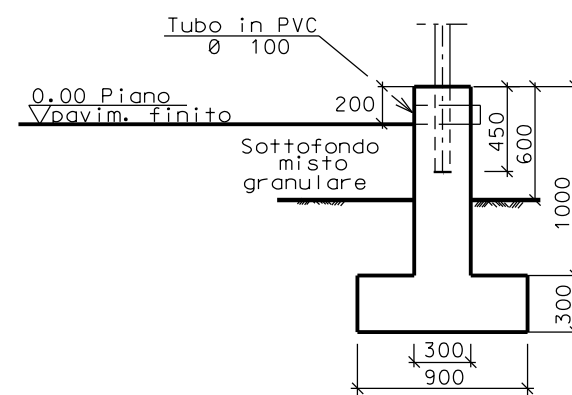 Tubo in PVC
Ø 100
0.00 Piano
pavim. finito
200
Sottofondo
misto
granulare
450
600
1000
300
300
900